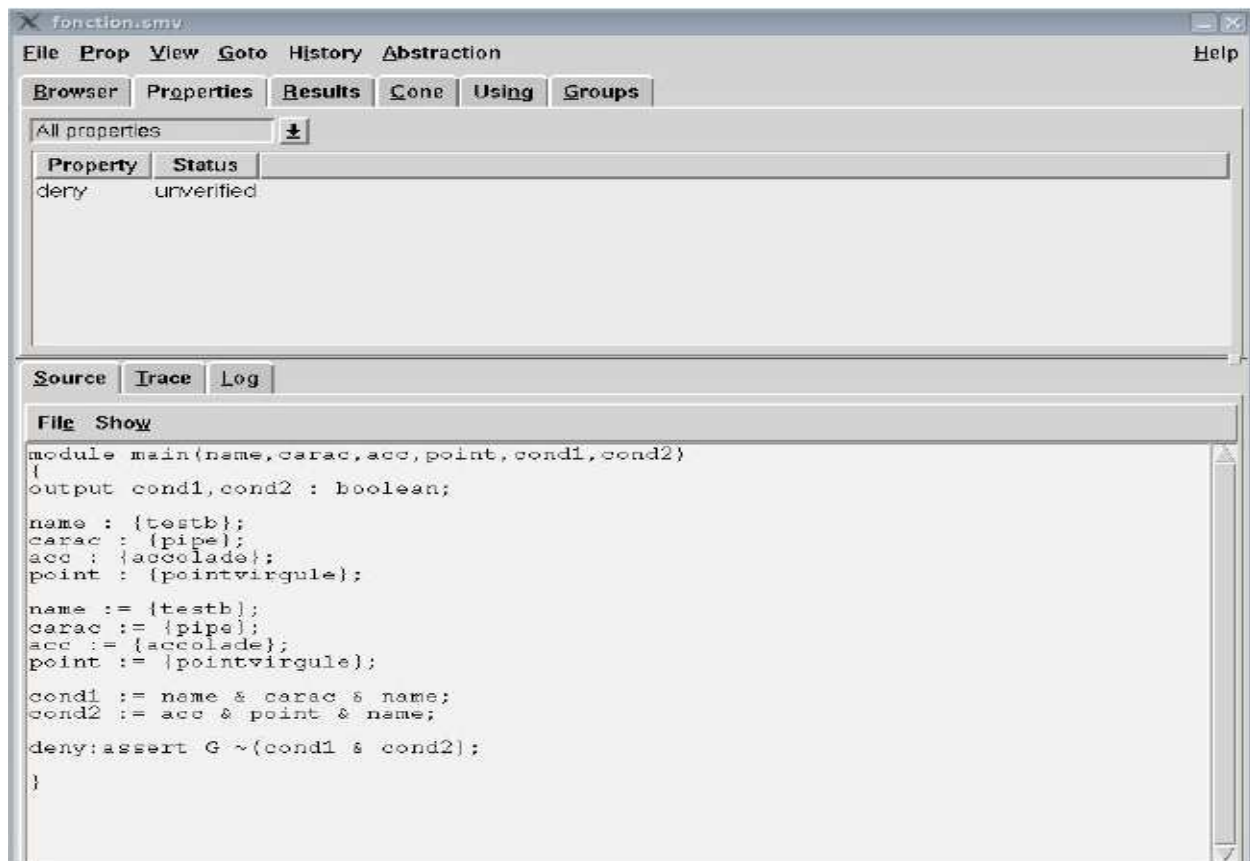 fonction.smv
File Prop View Goto History Abstraction Help
Browser Properties Results Cone Using Groups
All properties
Property Status
deny unverified
Source Trace Log
File Show
module main(name,carac,acc,point,cond1,cond2)
{
output cond1,cond2 : boolean;
name : {testb};
carac : {pipe};
acc : {accolade};
point : {pointvirgule};
name := {testb};
carac := {pipe};
acc := {accolade};
point := {pointvirgule};
cond1 := name & carac & name;
cond2 := acc & point & name;
deny:assert G ~(cond1 & cond2);
}